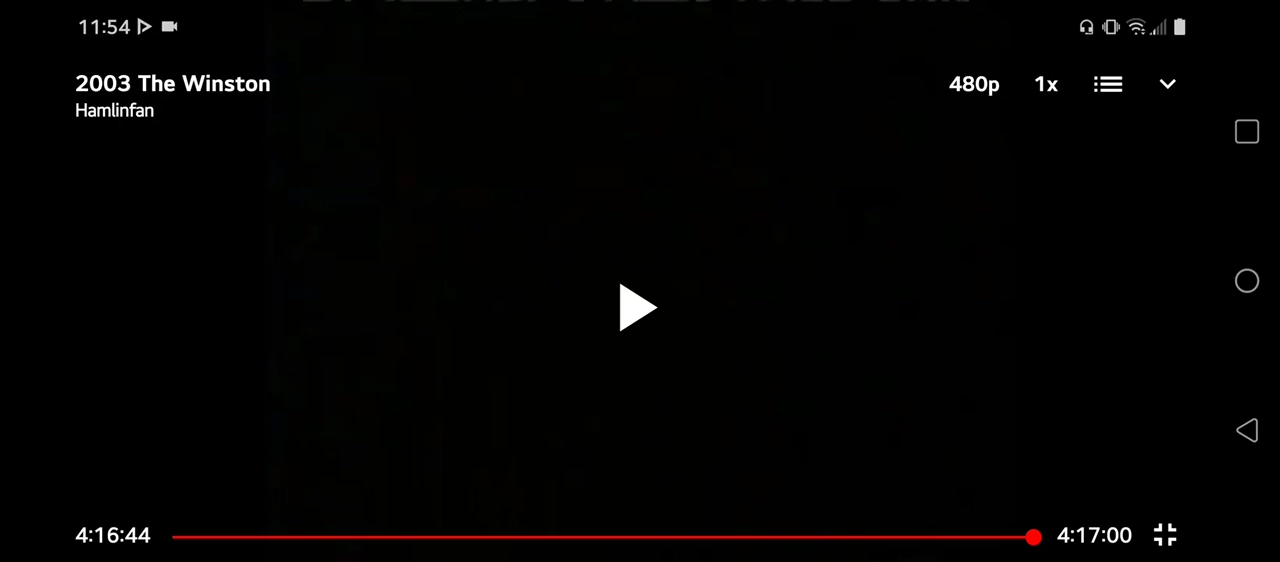 11:54
2003 The Winston
480p
1x
Hamlinfan
4:16:44
4:17:00